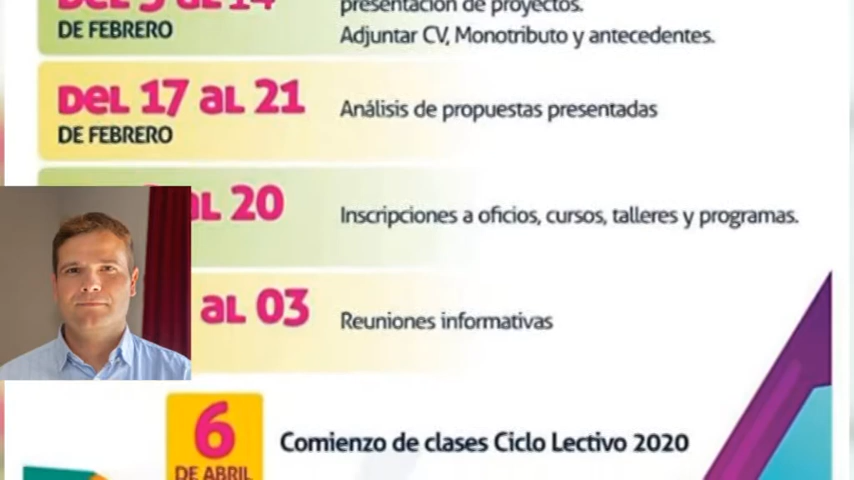 DE FEBRERO
presentación de proyectos.
Adjuntar CV, Monotributo y antecedentes.
DEL 17 AL 21
DE FEBRERO
Análisis de propuestas presentadas
AL 20
Inscripciones a oficios, cursos, talleres y programas.
AL 03
Reuniones informativas
6
DE ABRIL
Comienzo de clases Ciclo Lectivo 2020